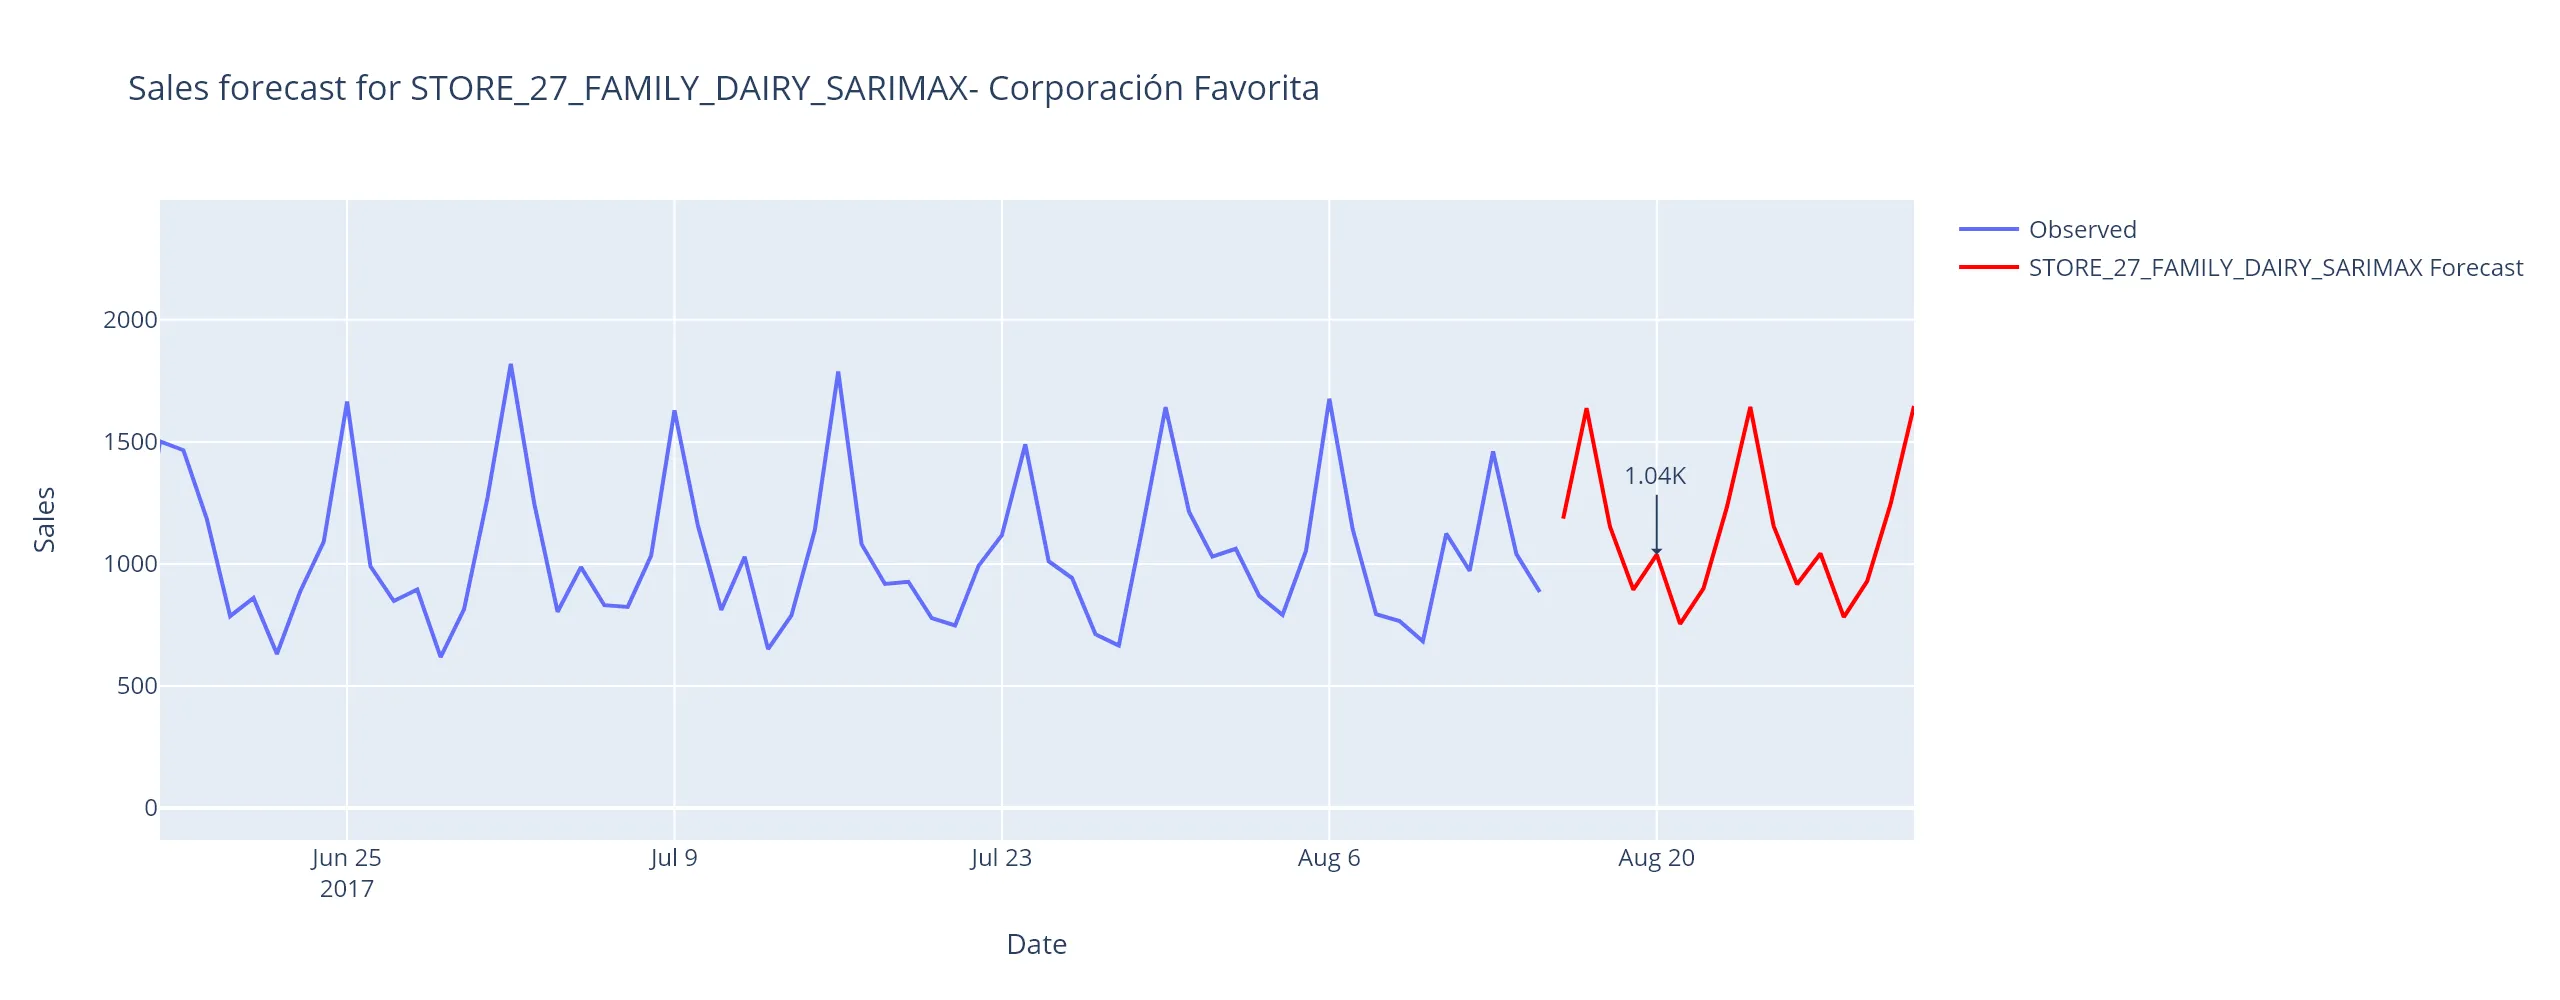 Sales forecast for STORE_27_FAMILY_DAIRY_SARIMAX- Corporación Favorita
Observed
STORE_27_FAMILY_DAIRY_SARIMAX Forecast
2000
1500
1.04K
1000
500
0
Sales
Jun 25
2017
Jul 9
Jul 23
Aug 6
Aug 20
Date